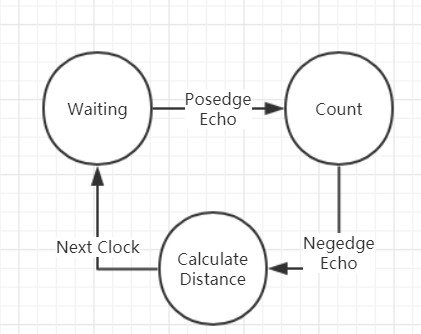 Waiting
Posedge
Echo
Count
Next Clock
Calculate
Distance
Negedge
Echo